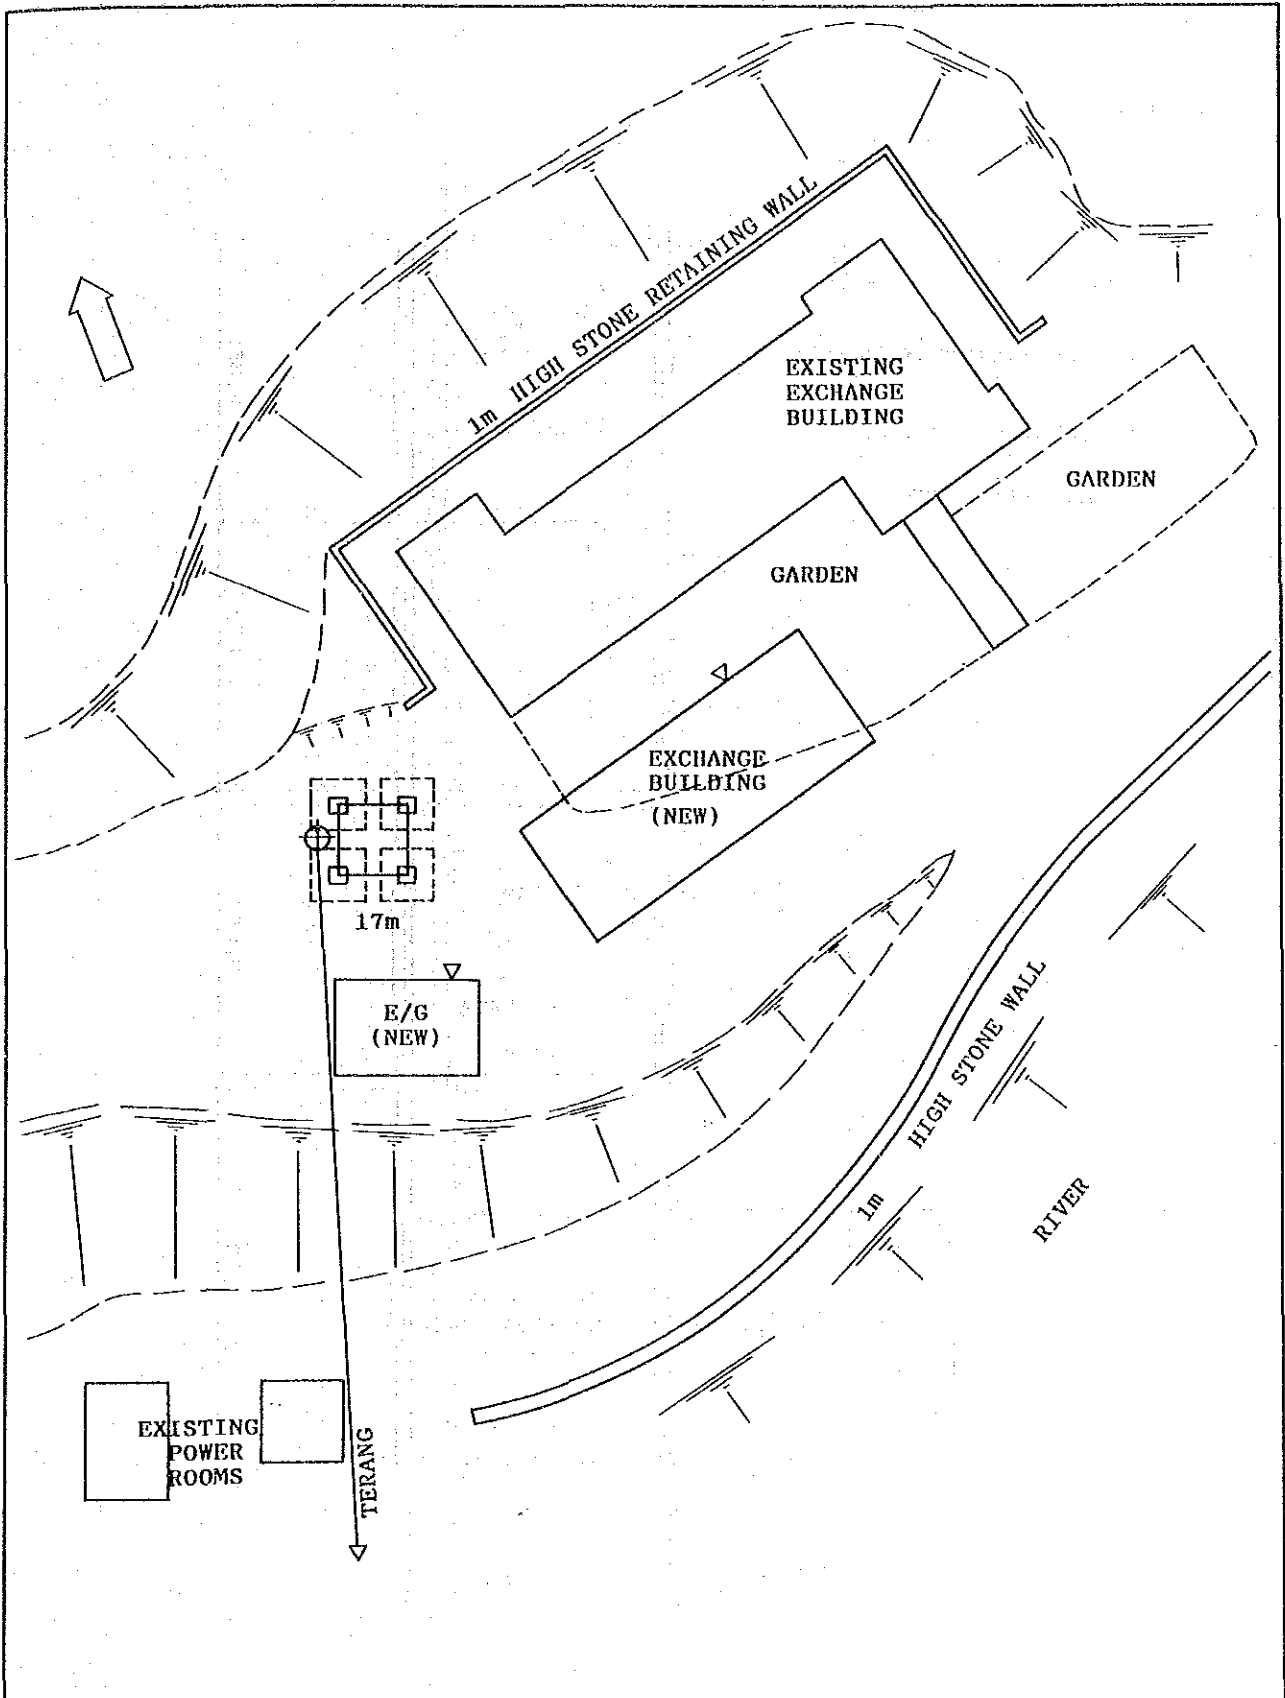 1m HIGH STONE RETAINING WALL
EXISTING
EXCHANGE
BUILDING
GARDEN
GARDEN
EXCHANGE
BUILDING
(NEW)
17m
E/G
(NEW)
1m HIGH STONE WALL
RIVER
EXISTING
POWER
ROOMS
TERANG